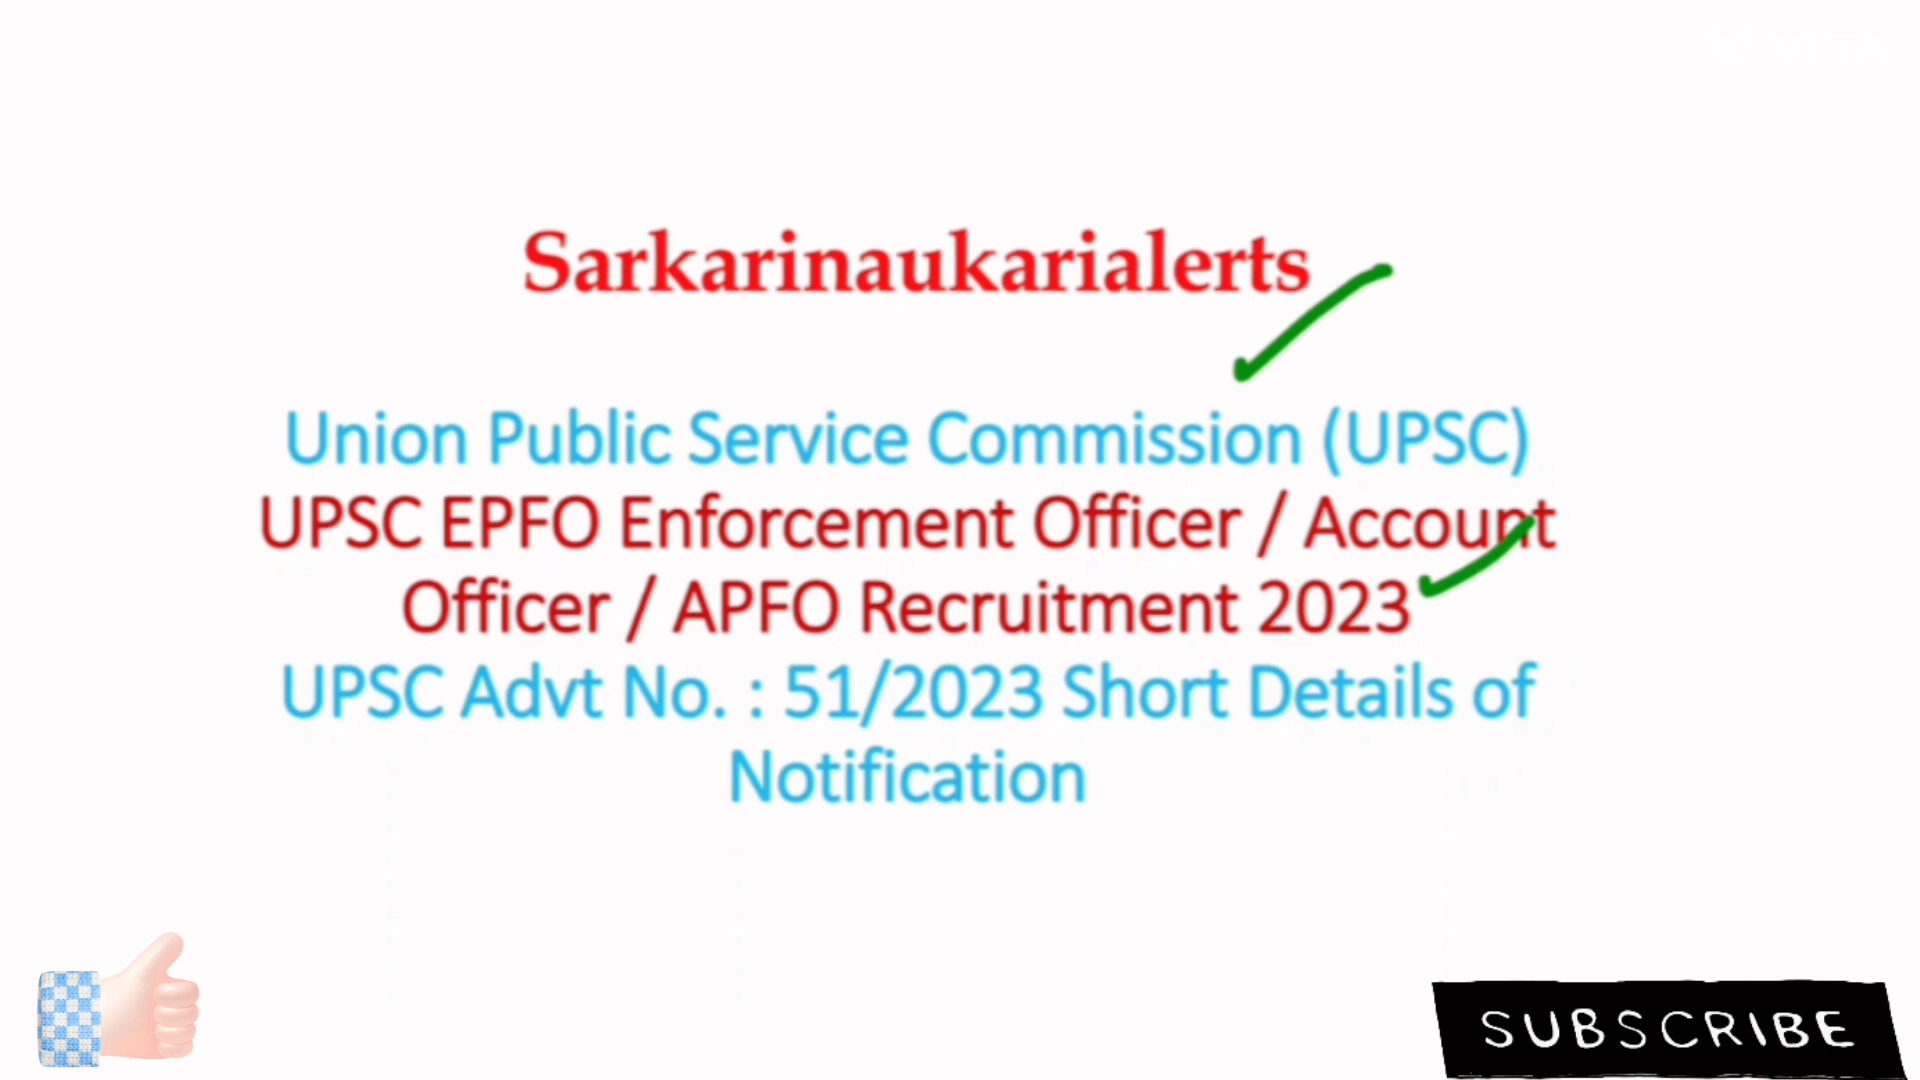 Sarkarinaukarialerts
Union Public Service Commission (UPSC)
UPSC EPFO Enforcement Officer / Account
Officer / APFO Recruitment 2023
UPSC Advt No. : 51/2023 Short Details of
Notification
SUBSCRIBE